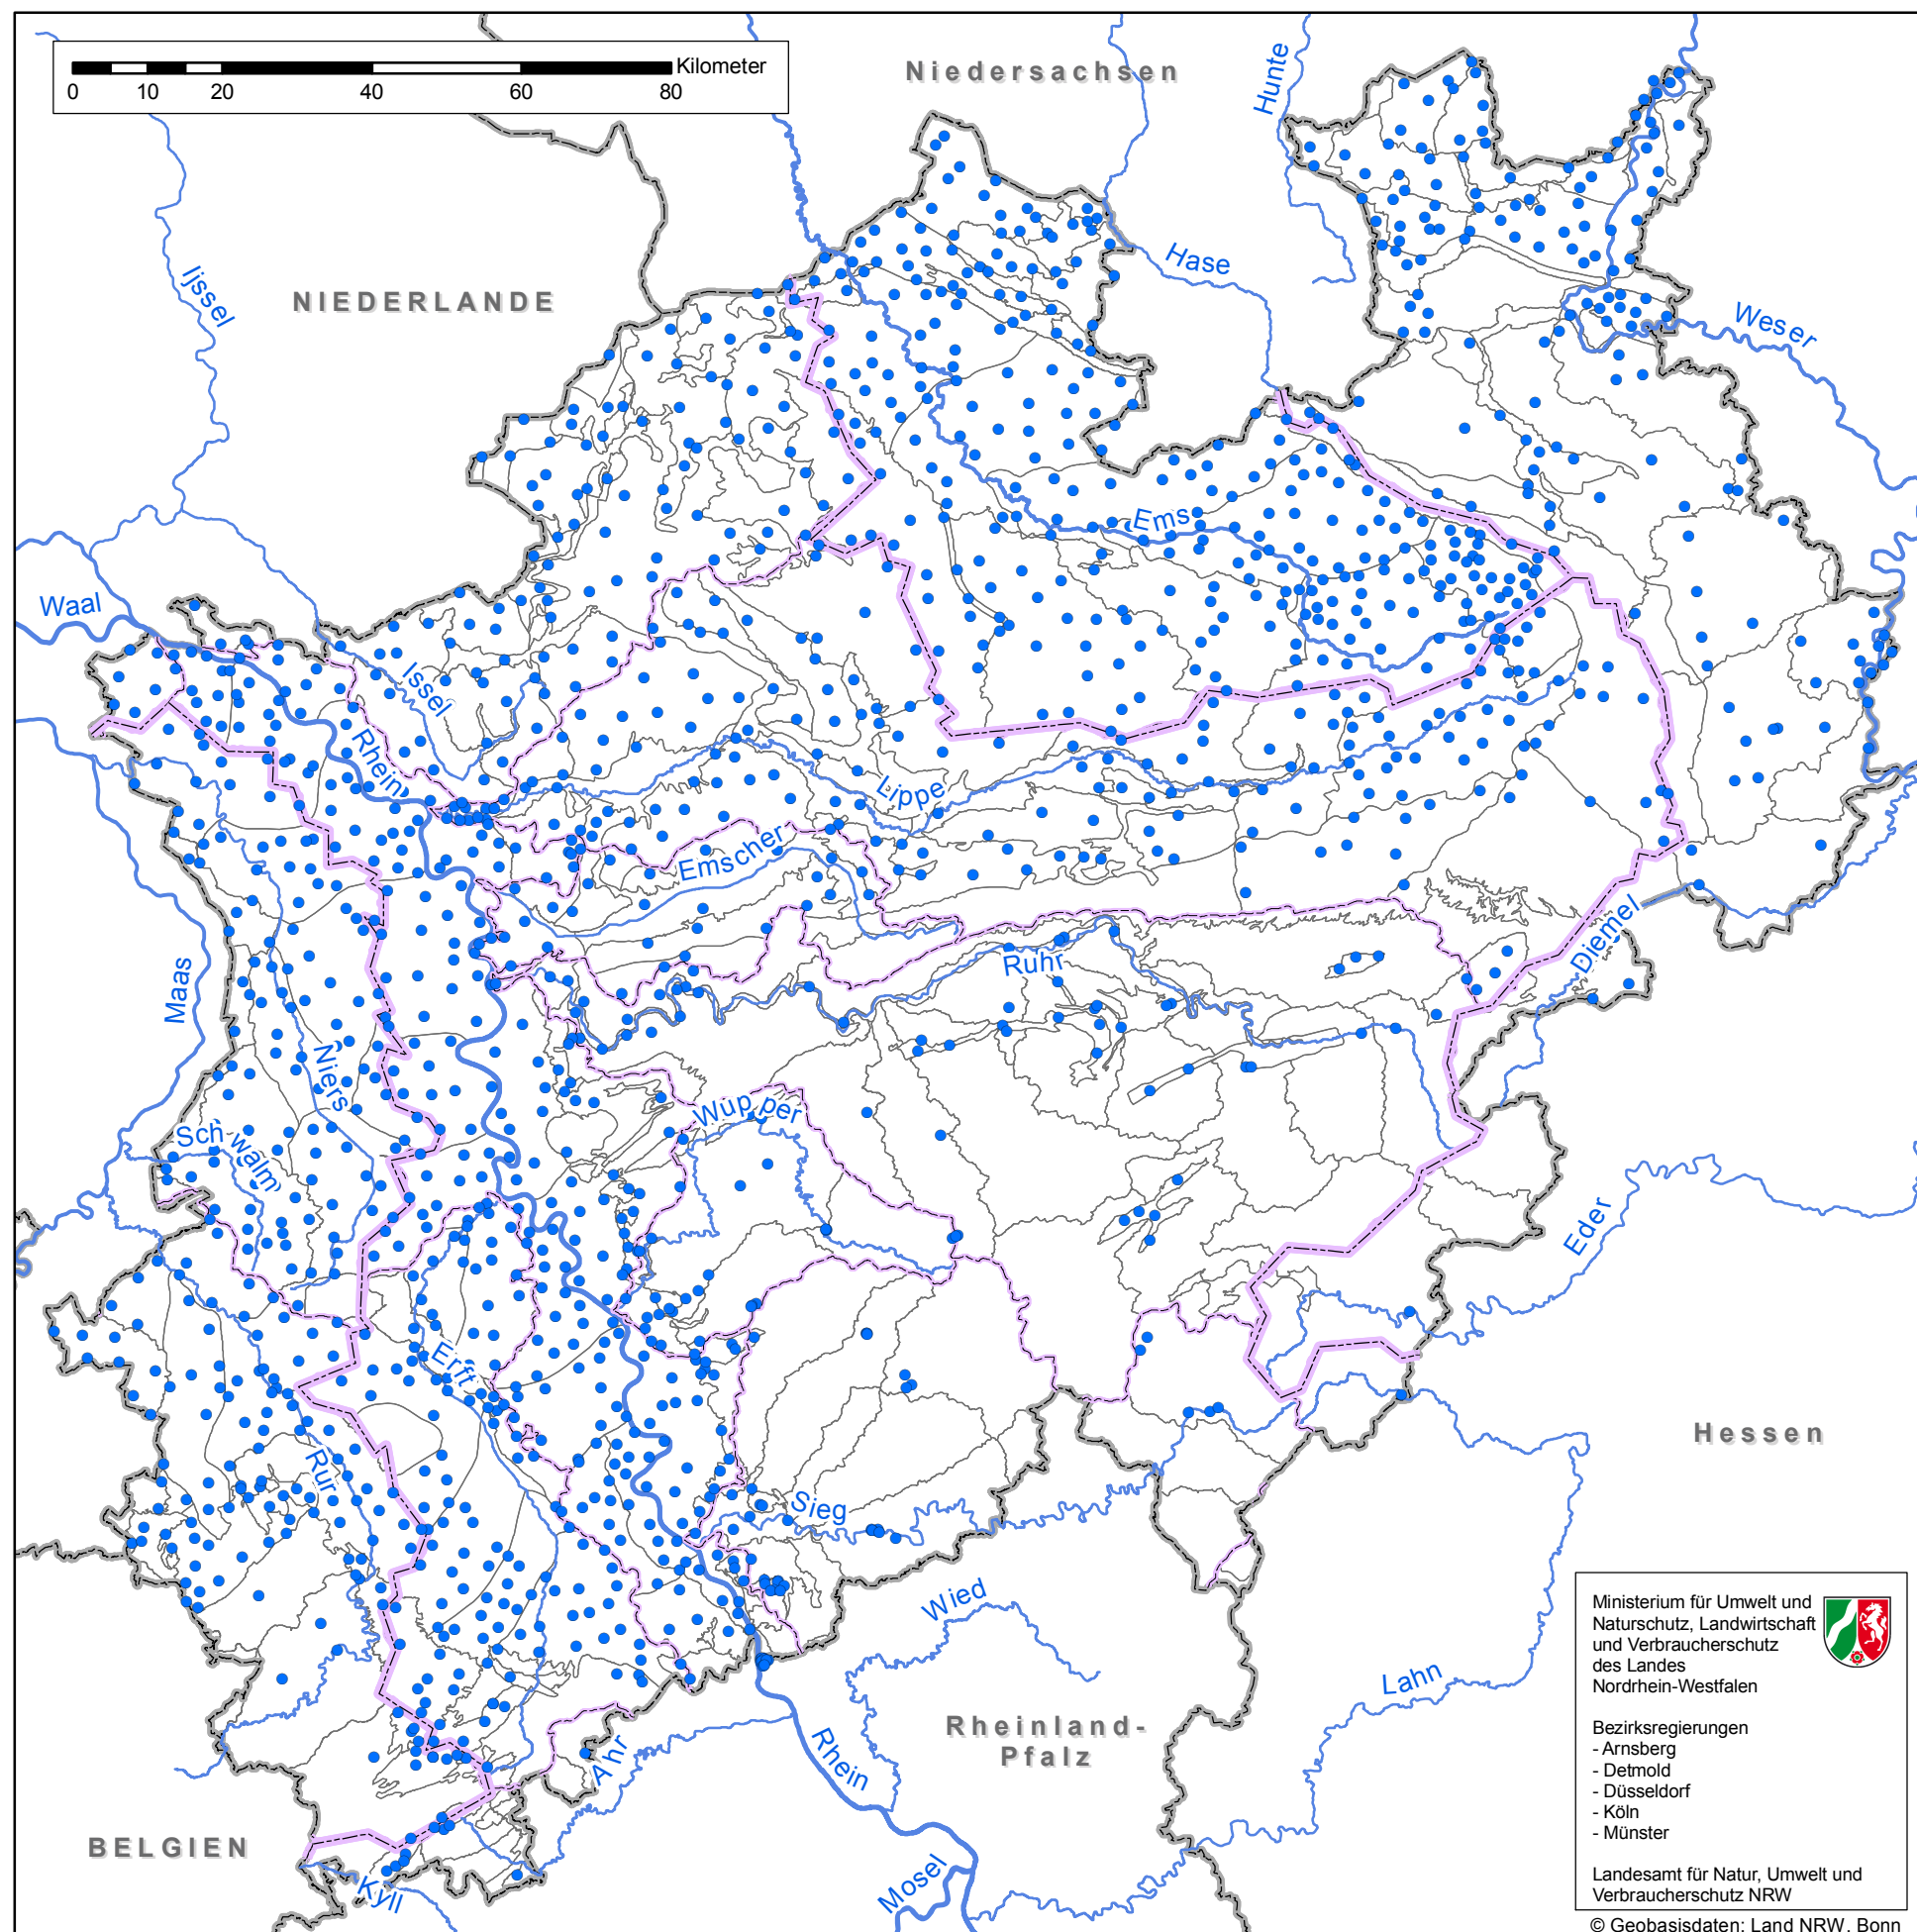 Kilometer
0 10 20 40 60 80
Niedersachsen
Hunte
NIEDERLANDE
Ijssel
Hase
Weser
Ems
Waal
Issel
Rhein
Lippe
Emscher
Maas
Ruhr
Diemel
Niers
Schwalm
Wupper
Eder
Erft
Rur
Hessen
Sieg
Wied
Lahn
Rheinland-
Pfalz
Rhein
Ahr
BELGIEN
Kyll
Mosel
Ministerium für Umwelt und
Naturschutz, Landwirtschaft
und Verbraucherschutz
des Landes
Nordrhein-Westfalen
Bezirksregierungen
- Arnsberg
- Detmold
- Düsseldorf
- Köln
- Münster
Landesamt für Natur, Umwelt und
Verbraucherschutz NRW
© Geobasisdaten: Land NRW, Bonn